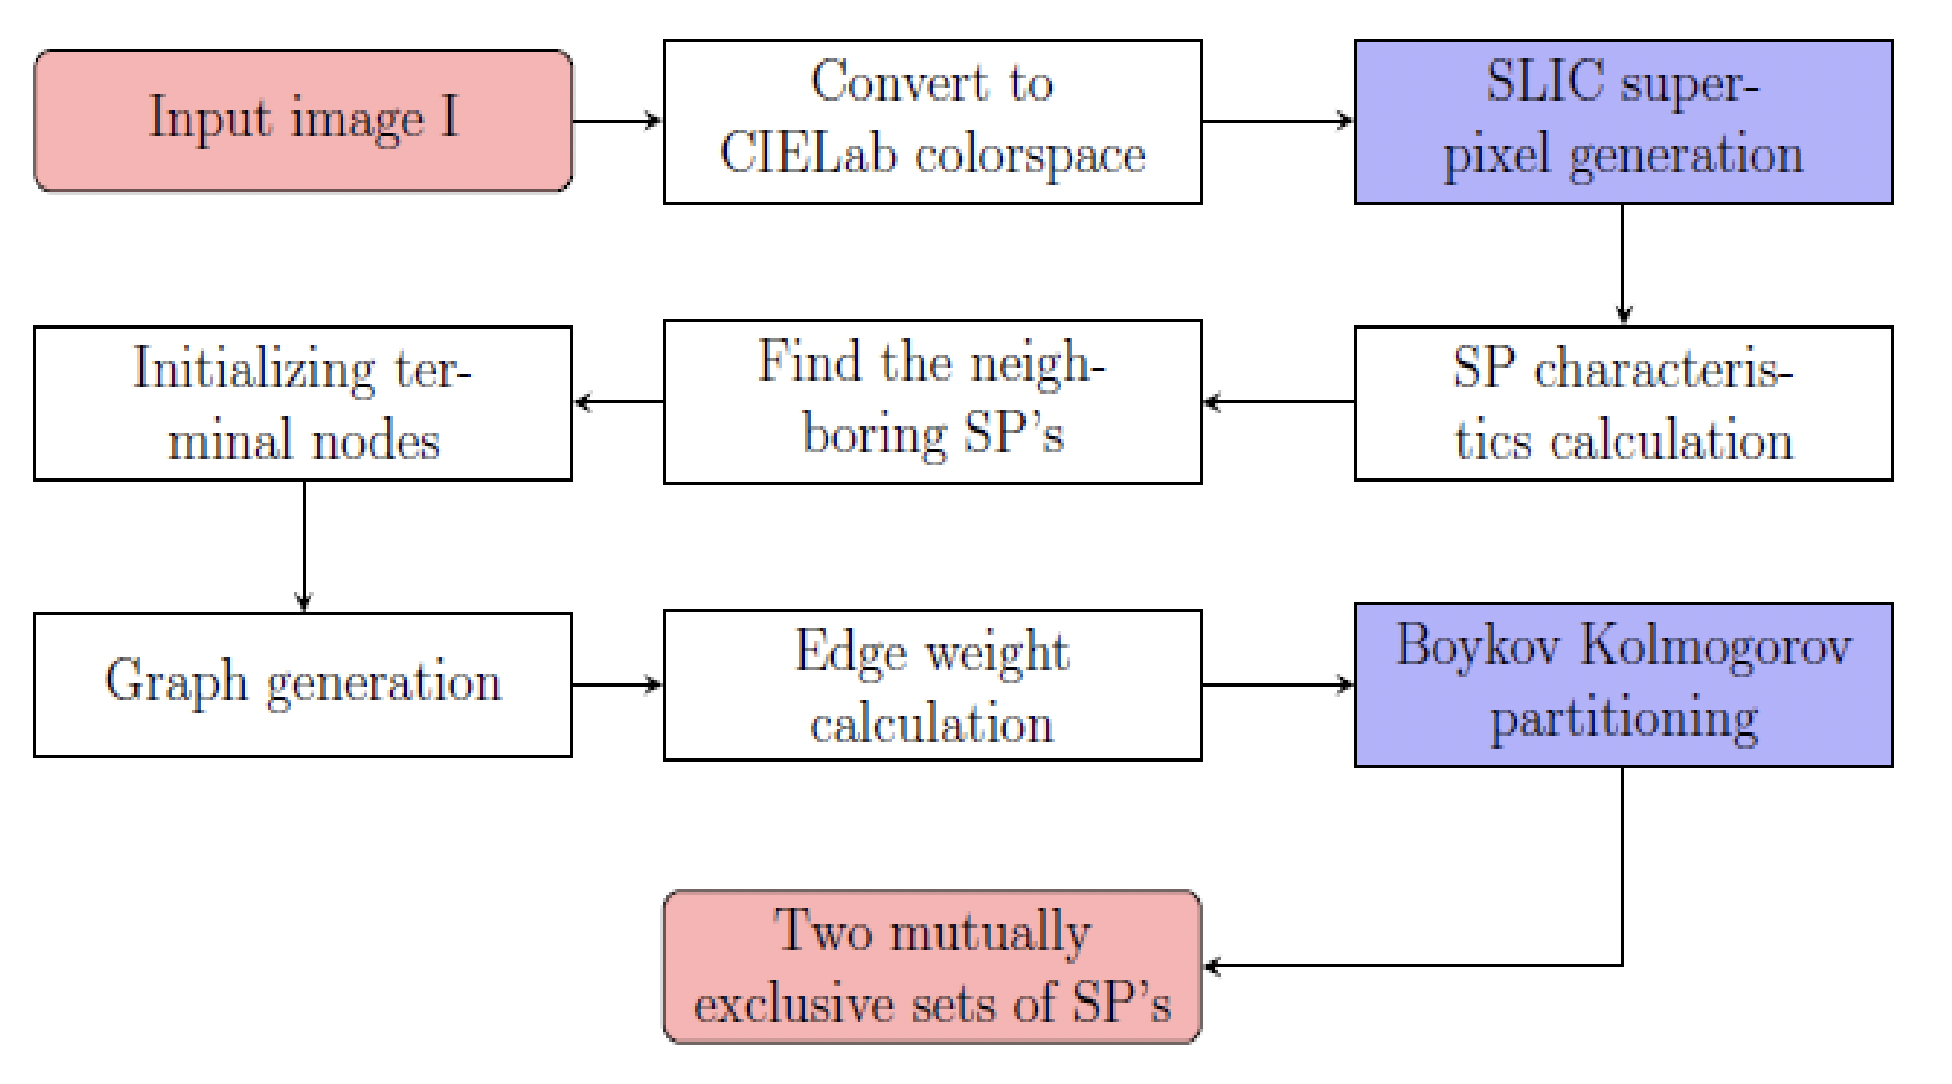 Input image I
Convert to
CIELab colorspace
SLIC super-
pixel generation
SP characteris-
tics calculation
Find the neigh-
boring SP's
Initializing ter-
minal nodes
Graph generation
Edge weight
calculation
Boykov Kolmogorov
partitioning
Two mutually
exclusive sets of SP's